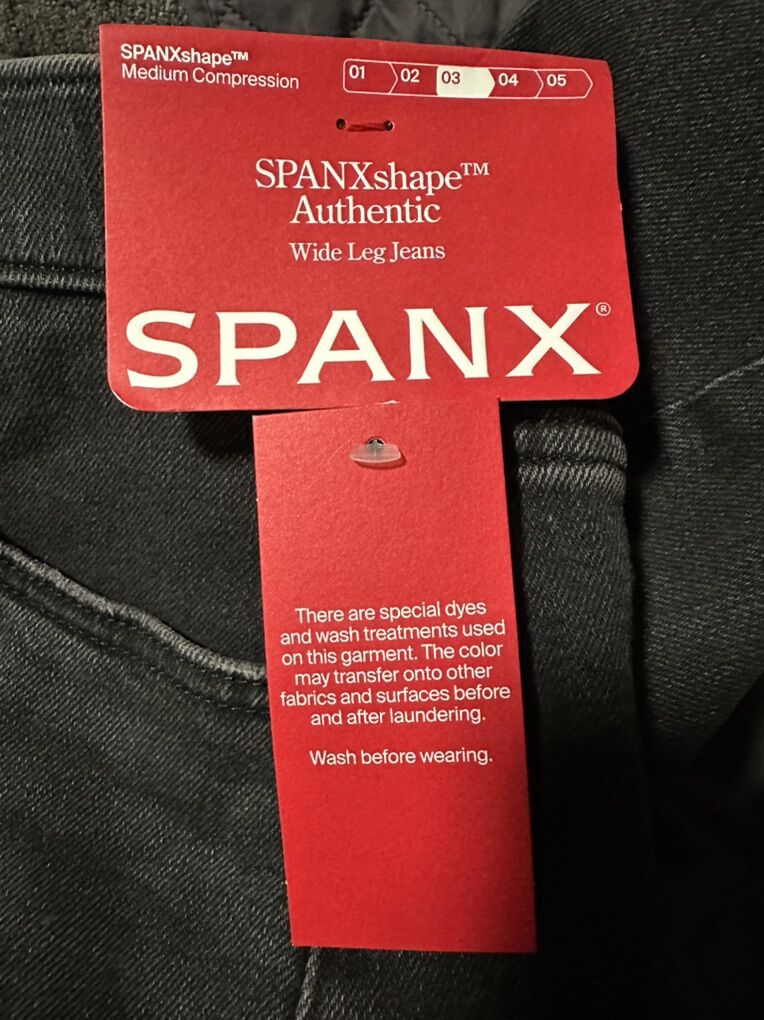 SPANXshape™
Medium Compression
01 02 03 04 05
SPANXshape™
Authentic
Wide Leg Jeans
SPANX®
There are special dyes
and wash treatments used
on this garment. The color
may transfer onto other
fabrics and surfaces before
and after laundering.
Wash before wearing.